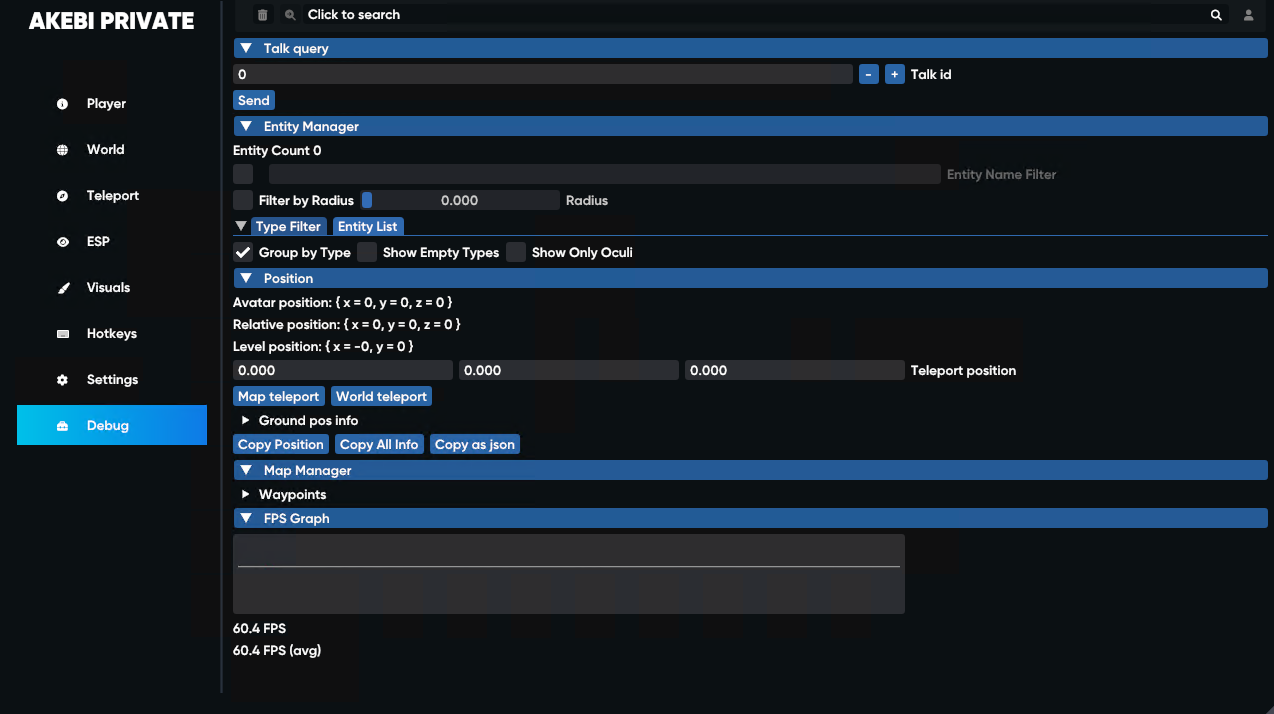 AKEBI PRIVATE
Player
World
Teleport
ESP
Visuals
Hotkeys
Settings
Debug
Click to search
Talk query
0 - + Talk id
Send
Entity Manager
Entity Count 0
Entity Name Filter
Filter by Radius 0.000 Radius
Type Filter Entity List
Group by Type Show Empty Types Show Only Oculi
Position
Avatar position: { x = 0, y = 0, z = 0 }
Relative position: { x = 0, y = 0, z = 0 }
Level position: { x = -0, y = 0 }
0.000 0.000 0.000 Teleport position
Map teleport World teleport
Ground pos info
Copy Position Copy All Info Copy as json
Map Manager
Waypoints
FPS Graph
60.4 FPS
60.4 FPS (avg)